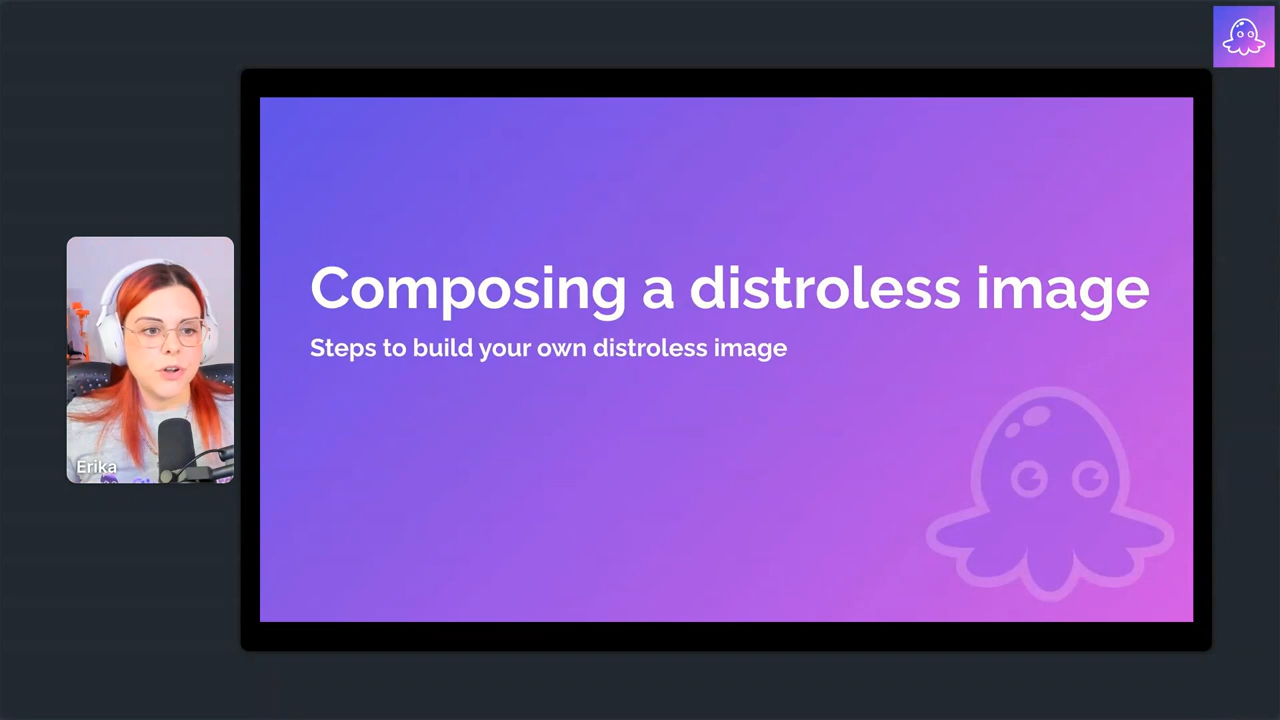 Composing a distroless image
Steps to build your own distroless image
Erika